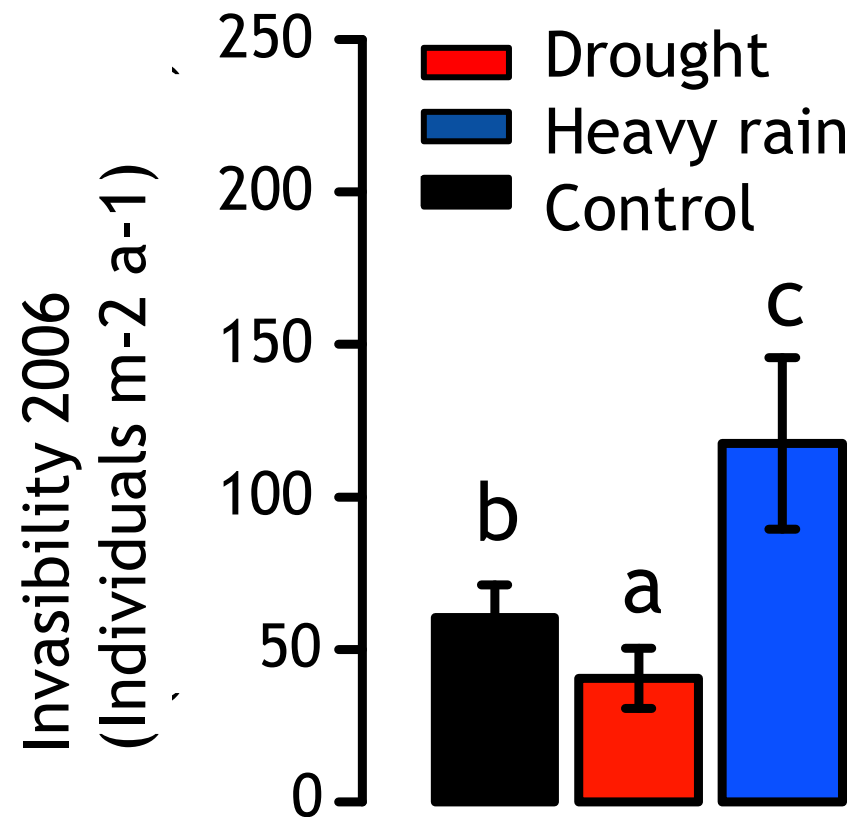 Invasibility 2006
(Individuals m-2 a-1)
250
200
150
100
50
0
Drought
Heavy rain
Control
b
a
c